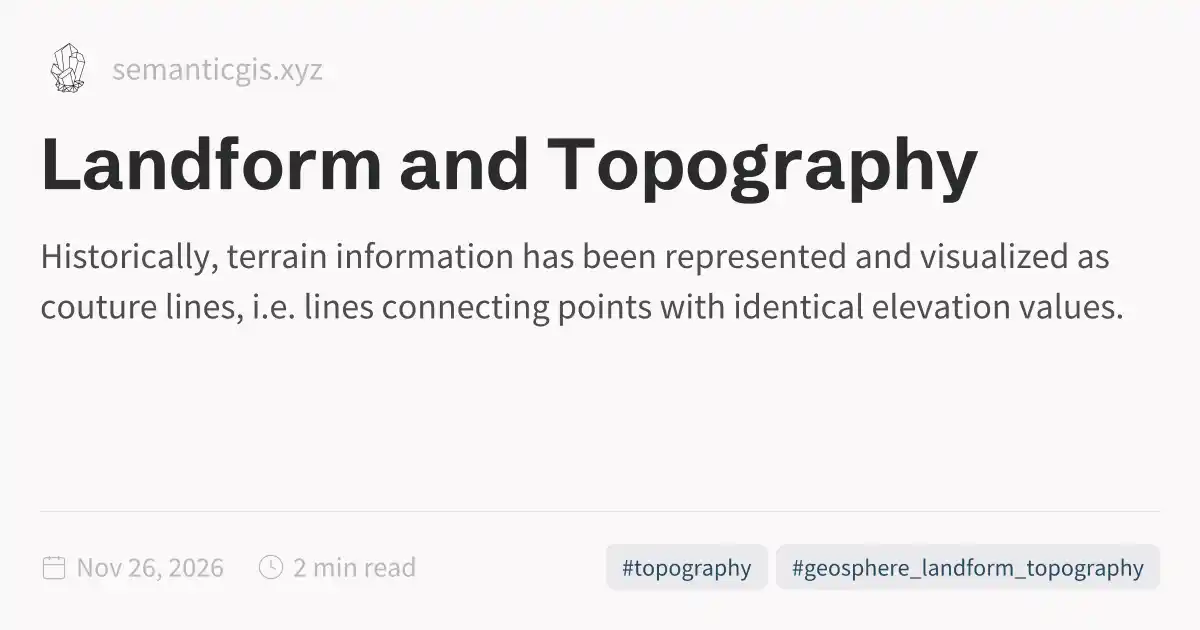 semanticgis.xyz
Landform and Topography
Historically, terrain information has been represented and visualized as
couture lines, i.e. lines connecting points with identical elevation values.
Nov 26, 2026
2 min read
#topography
#geosphere_landform_topography